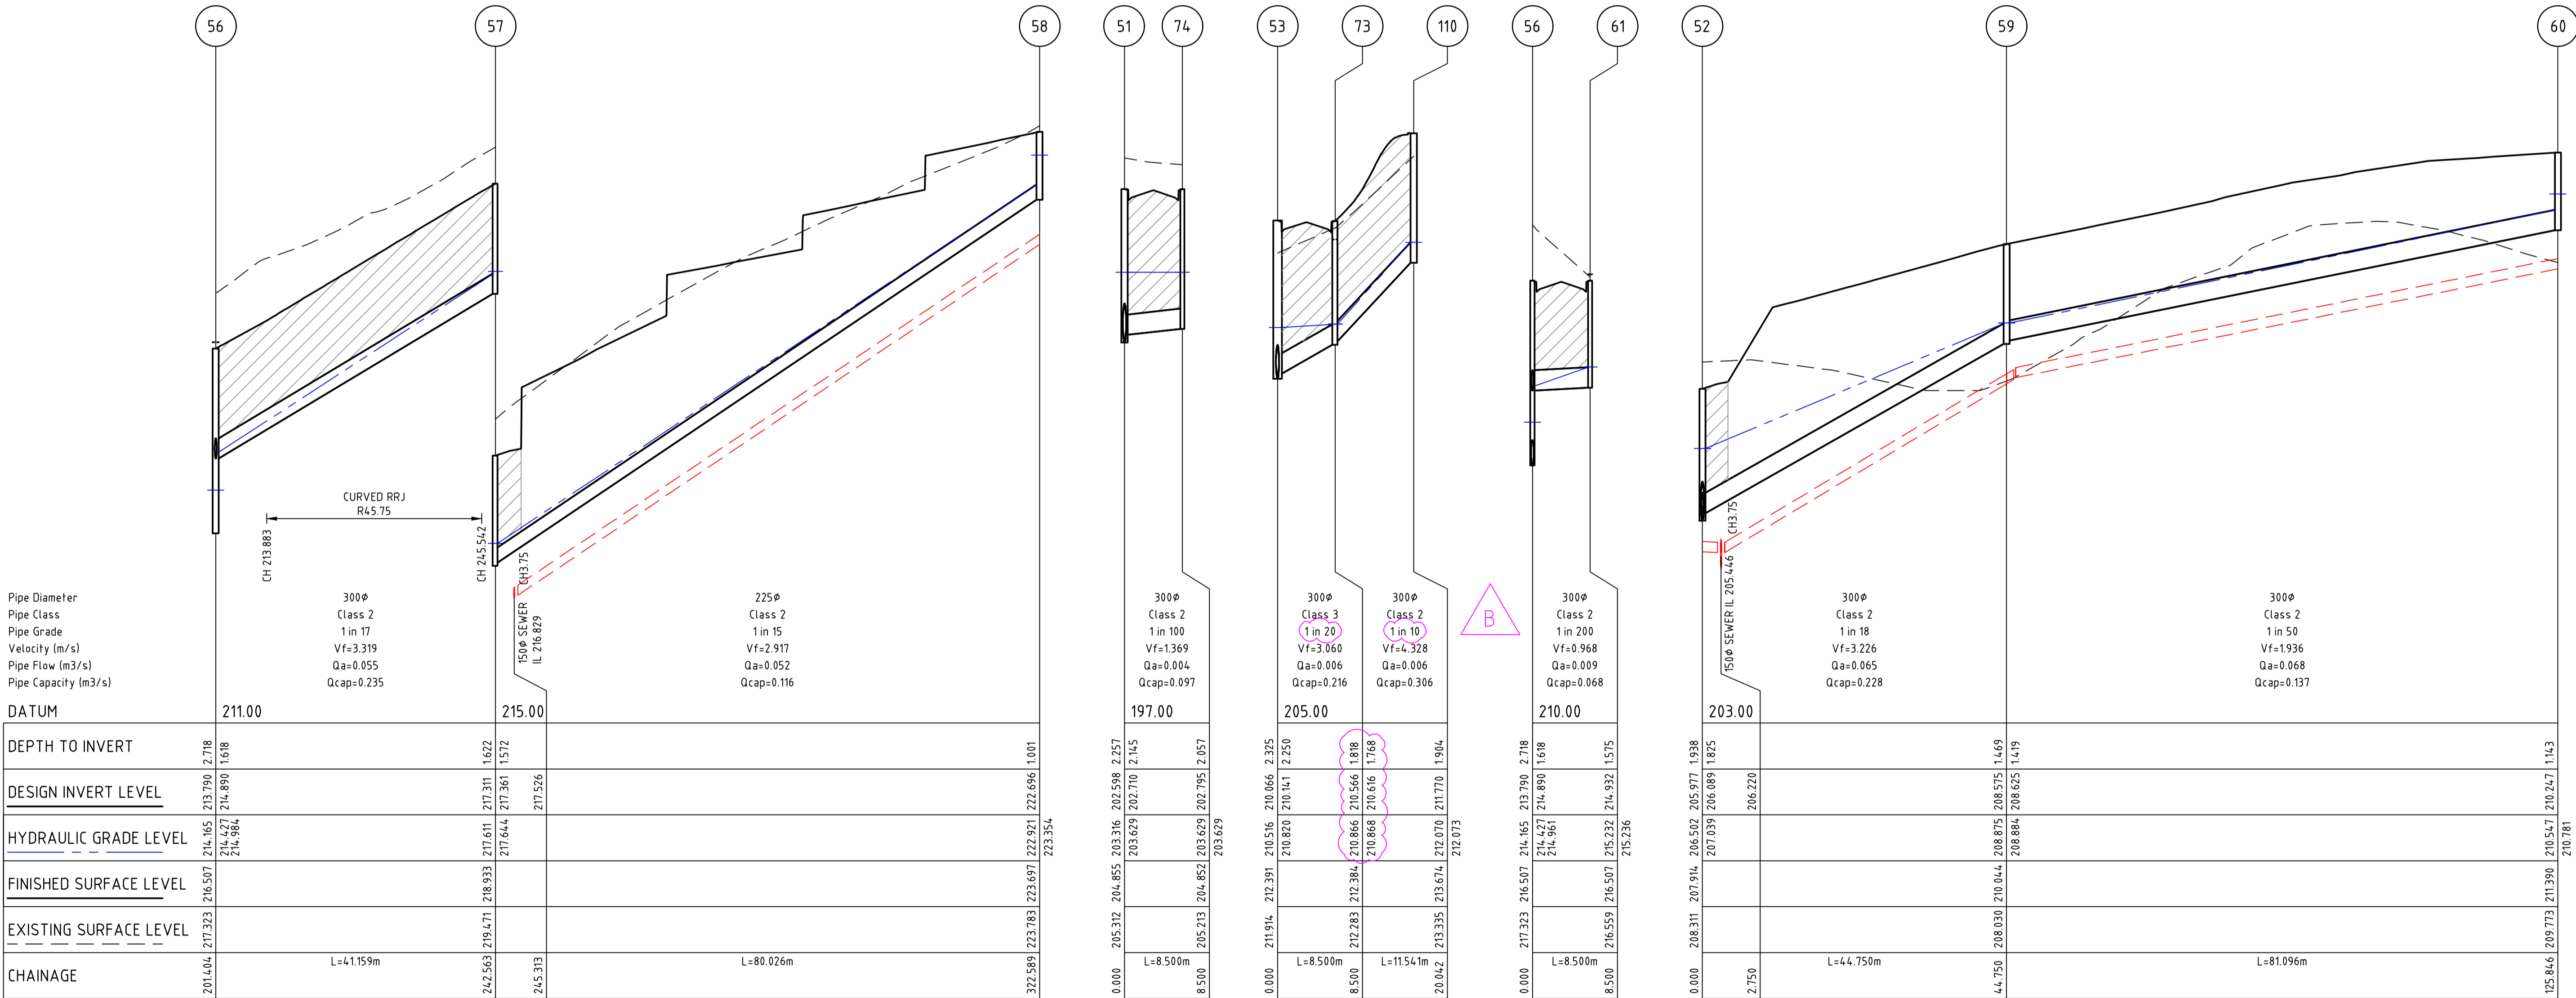 56 57 58 51 74 53 73 110 56 61 52 59 60
CURVED RRJ
R45.75
CH 213.883
CH 245.542
CH3.75
150ø SEWER
IL 216.829
CH3.75
150ø SEWER IL 205.446
B
Pipe Diameter 300ø 225ø 300ø 300ø 300ø 300ø 300ø 300ø
Pipe Class Class 2 Class 2 Class 2 Class 3 Class 2 Class 2 Class 2 Class 2
Pipe Grade 1 in 17 1 in 15 1 in 100 1 in 20 1 in 10 1 in 200 1 in 18 1 in 50
Velocity (m/s) Vf=3.319 Vf=2.917 Vf=1.369 Vf=3.060 Vf=4.328 Vf=0.968 Vf=3.226 Vf=1.936
Pipe Flow (m3/s) Qa=0.055 Qa=0.052 Qa=0.004 Qa=0.006 Qa=0.006 Qa=0.009 Qa=0.065 Qa=0.068
Pipe Capacity (m3/s) Qcap=0.235 Qcap=0.116 Qcap=0.097 Qcap=0.216 Qcap=0.306 Qcap=0.068 Qcap=0.228 Qcap=0.137
DATUM 211.00 215.00 197.00 205.00 210.00 203.00
DEPTH TO INVERT 2.718 1.618 1.622 1.572 1.001 2.257 2.145 2.057 2.325 2.250 1.818 1.768 1.904 2.718 1.618 1.575 1.938 1.825 1.469 1.419 1.143
DESIGN INVERT LEVEL 213.790 214.890 217.311 217.361 217.526 222.696 202.598 202.710 202.795 210.066 210.141 210.566 210.616 211.770 213.790 214.890 214.932 205.977 206.089 206.220 208.575 208.625 210.247
HYDRAULIC GRADE LEVEL 214.165 214.427 214.984 217.611 217.644 222.921 223.354 203.316 203.629 203.629 203.629 210.516 210.820 210.866 210.868 212.070 212.073 214.165 214.427 214.961 215.232 215.236 206.502 207.039 208.875 208.884 210.547 210.781
FINISHED SURFACE LEVEL 216.507 218.933 223.697 204.855 204.852 212.391 212.384 213.674 216.507 216.507 207.914 210.044 211.390
EXISTING SURFACE LEVEL 217.323 219.471 223.783 205.312 205.213 211.914 212.283 213.335 217.323 216.559 208.311 208.030 209.773
L=41.159m L=80.026m L=8.500m L=8.500m L=11.541m L=8.500m L=44.750m L=81.096m
CHAINAGE 201.404 242.563 245.313 322.589 0.000 8.500 0.000 8.500 20.042 0.000 8.500 0.000 2.750 44.750 125.846